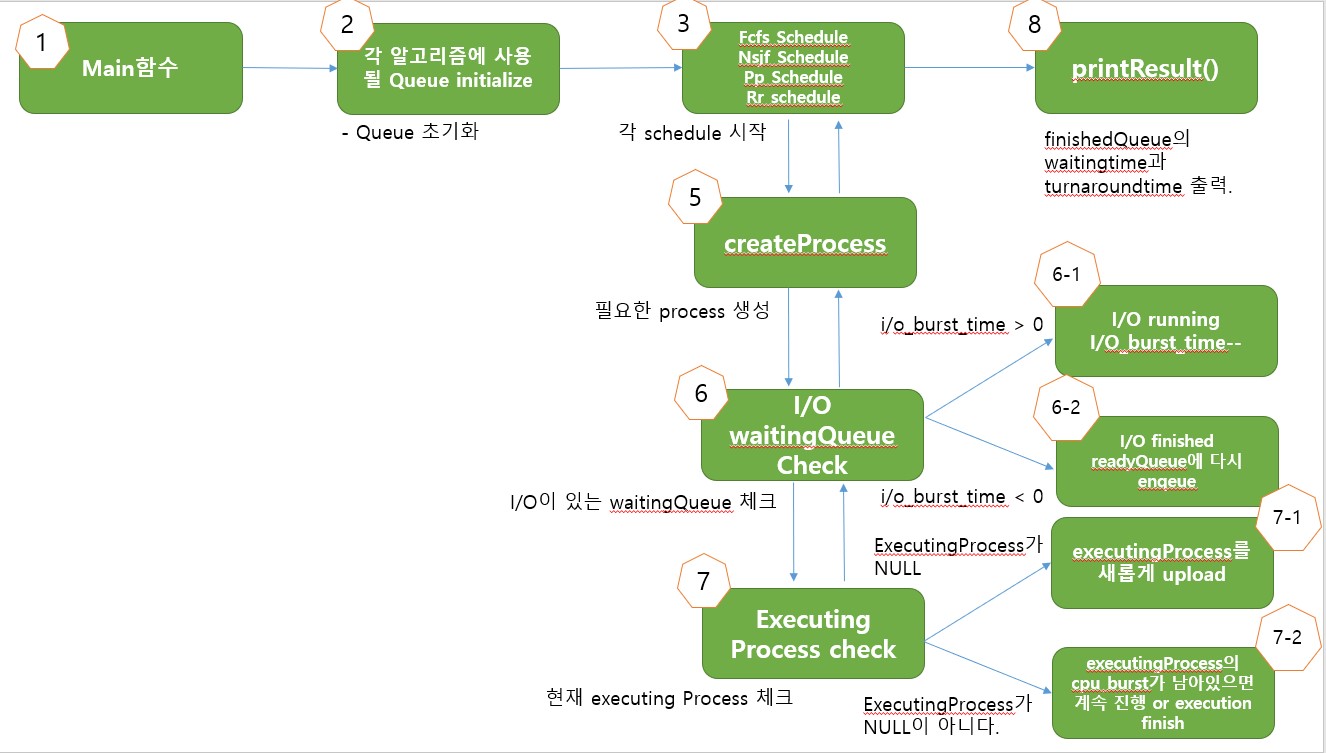 1
Main함수
2
각 알고리즘에 사용
될 Queue initialize
- Queue 초기화
3
Fcfs Schedule
Nsjf Schedule
Pp Schedule
Rr schedule
각 schedule 시작
8
printResult()
finishedQueue의
waitingtime과
turnaroundtime 출력.
5
createProcess
필요한 process 생성
6
I/O
waitingQueue
Check
I/O이 있는 waitingQueue 체크
i/o_burst_time > 0
6-1
I/O running
I/O_burst_time--
i/o_burst_time < 0
6-2
I/O finished
readyQueue에 다시
enqeue
7
Executing
Process check
현재 executing Process 체크
ExecutingProcess가
NULL
7-1
executingProcess를
새롭게 upload
ExecutingProcess가
NULL이 아니다.
7-2
executingProcess의
cpu_burst가 남아있으면
계속 진행 or execution
finish